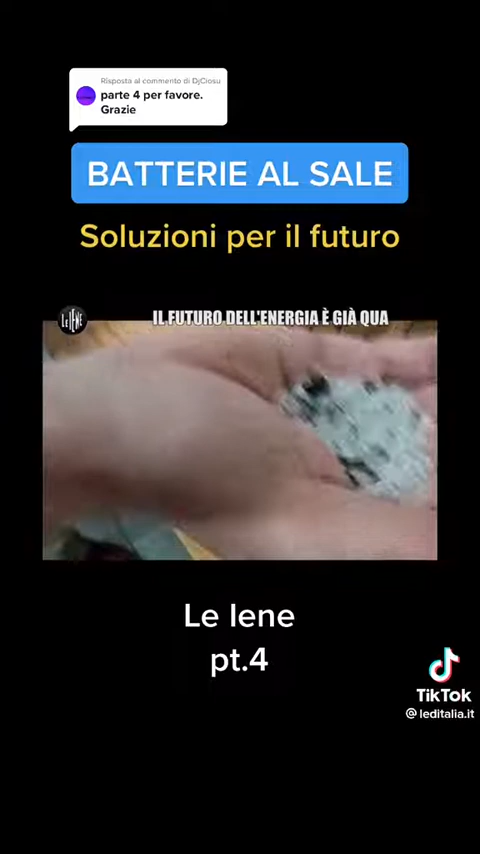 Risposta al commento di DjCiosu
parte 4 per favore.
Grazie
BATTERIE AL SALE
Soluzioni per il futuro
LE IENE
IL FUTURO DELL'ENERGIA È GIÀ QUA
Le Iene
pt.4
TikTok
@leditalia.it